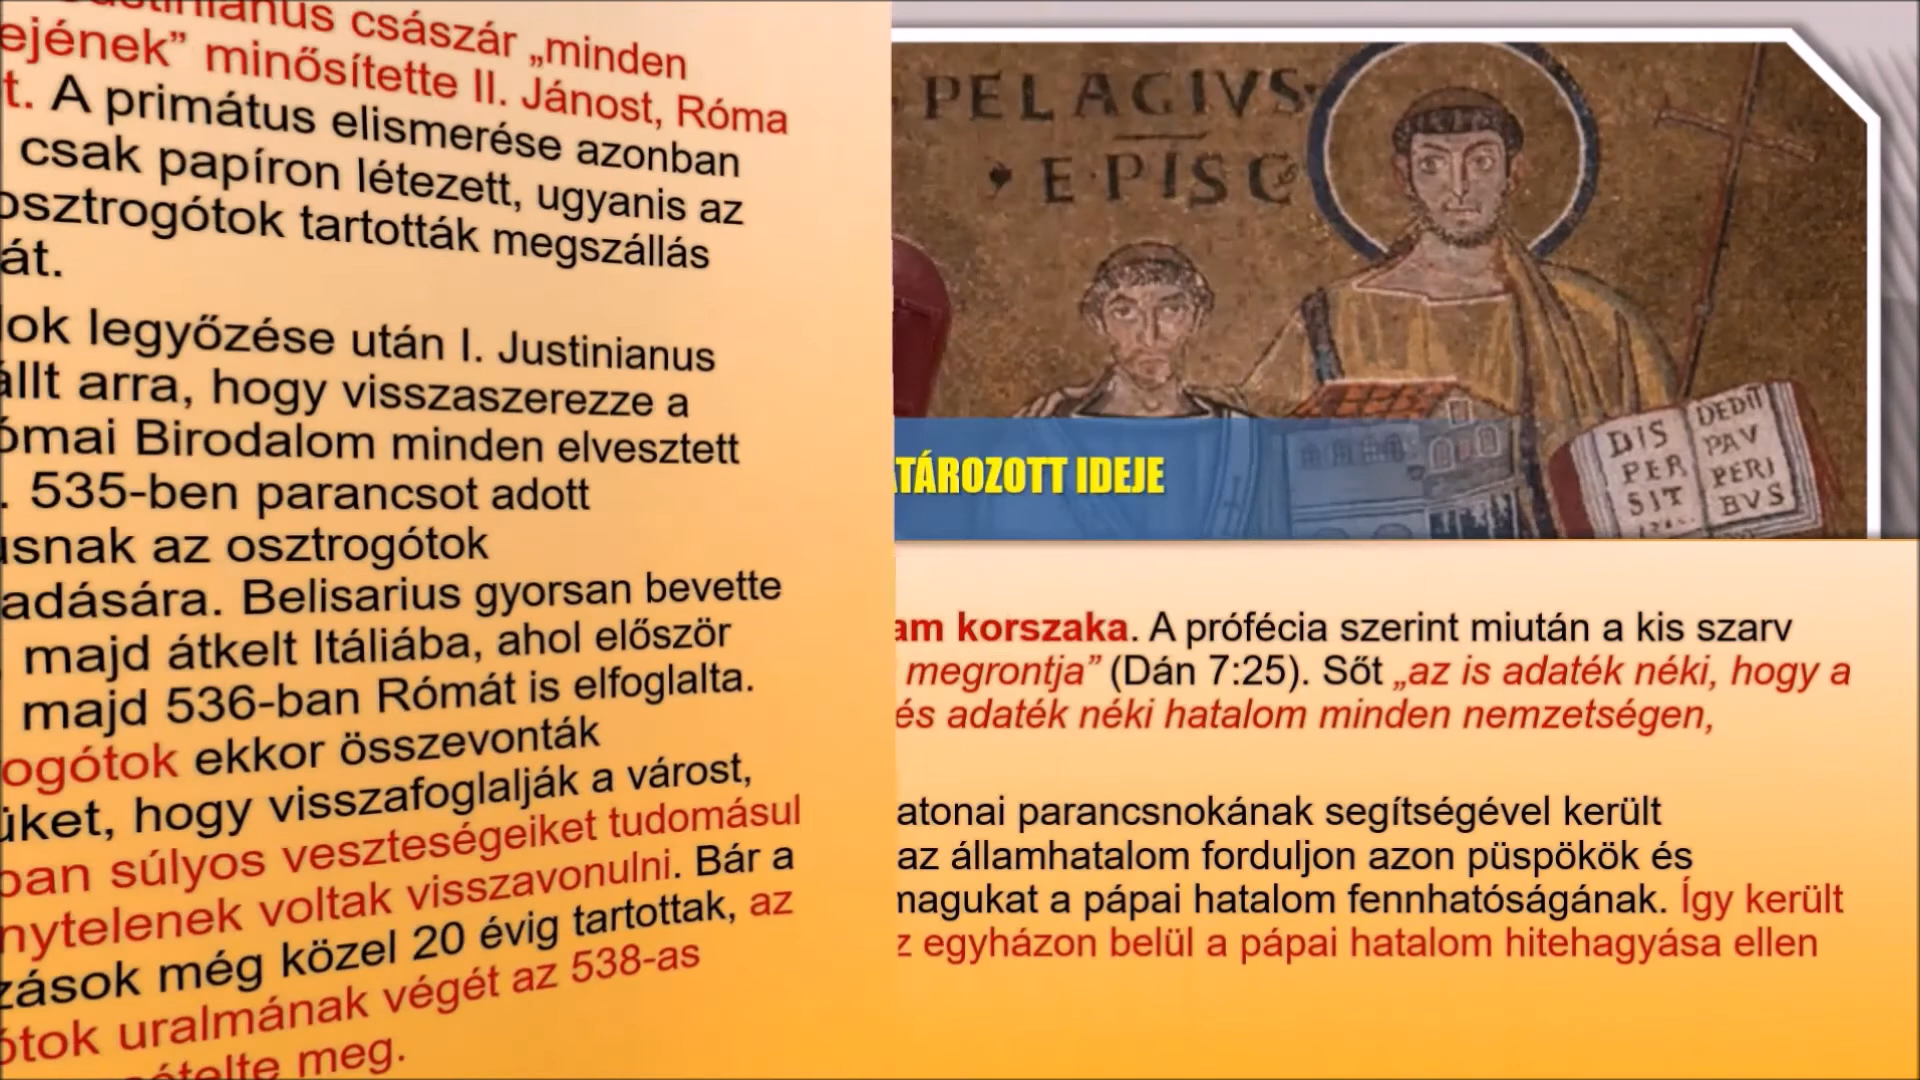 császár „minden
ejének” minősítette II. Jánost, Róma
t. A primátus elismerése azonban
csak papíron létezett, ugyanis az
osztrogótok tartották megszállás
át.
ok legyőzése után I. Justinianus
állt arra, hogy visszaszerezze a
ómai Birodalom minden elvesztett
. 535-ben parancsot adott
usnak az osztrogótok
adására. Belisarius gyorsan bevette
, majd átkelt Itáliába, ahol először
majd 536-ban Rómát is elfoglalta.
ogótok ekkor összevonták
üket, hogy visszafoglalják a várost,
ban súlyos veszteségeiket tudomásul
nytelenek voltak visszavonulni. Bár a
zások még közel 20 évig tartottak, az
ótok uralmának végét az 538-as
meg.
PELAGIVS
EPISC
DIS
PER
SIT
DEDIT
PAV
PERI
BVS
TÁROZOTT IDEJE
am korszaka. A prófécia szerint miután a kis szarv
megrontja” (Dán 7:25). Sőt „az is adaték néki, hogy a
és adaték néki hatalom minden nemzetségen,
atonai parancsnokának segítségével került
az államhatalom forduljon azon püspökök és
magukat a pápai hatalom fennhatóságának. Így került
z egyházon belül a pápai hatalom hitehagyása ellen